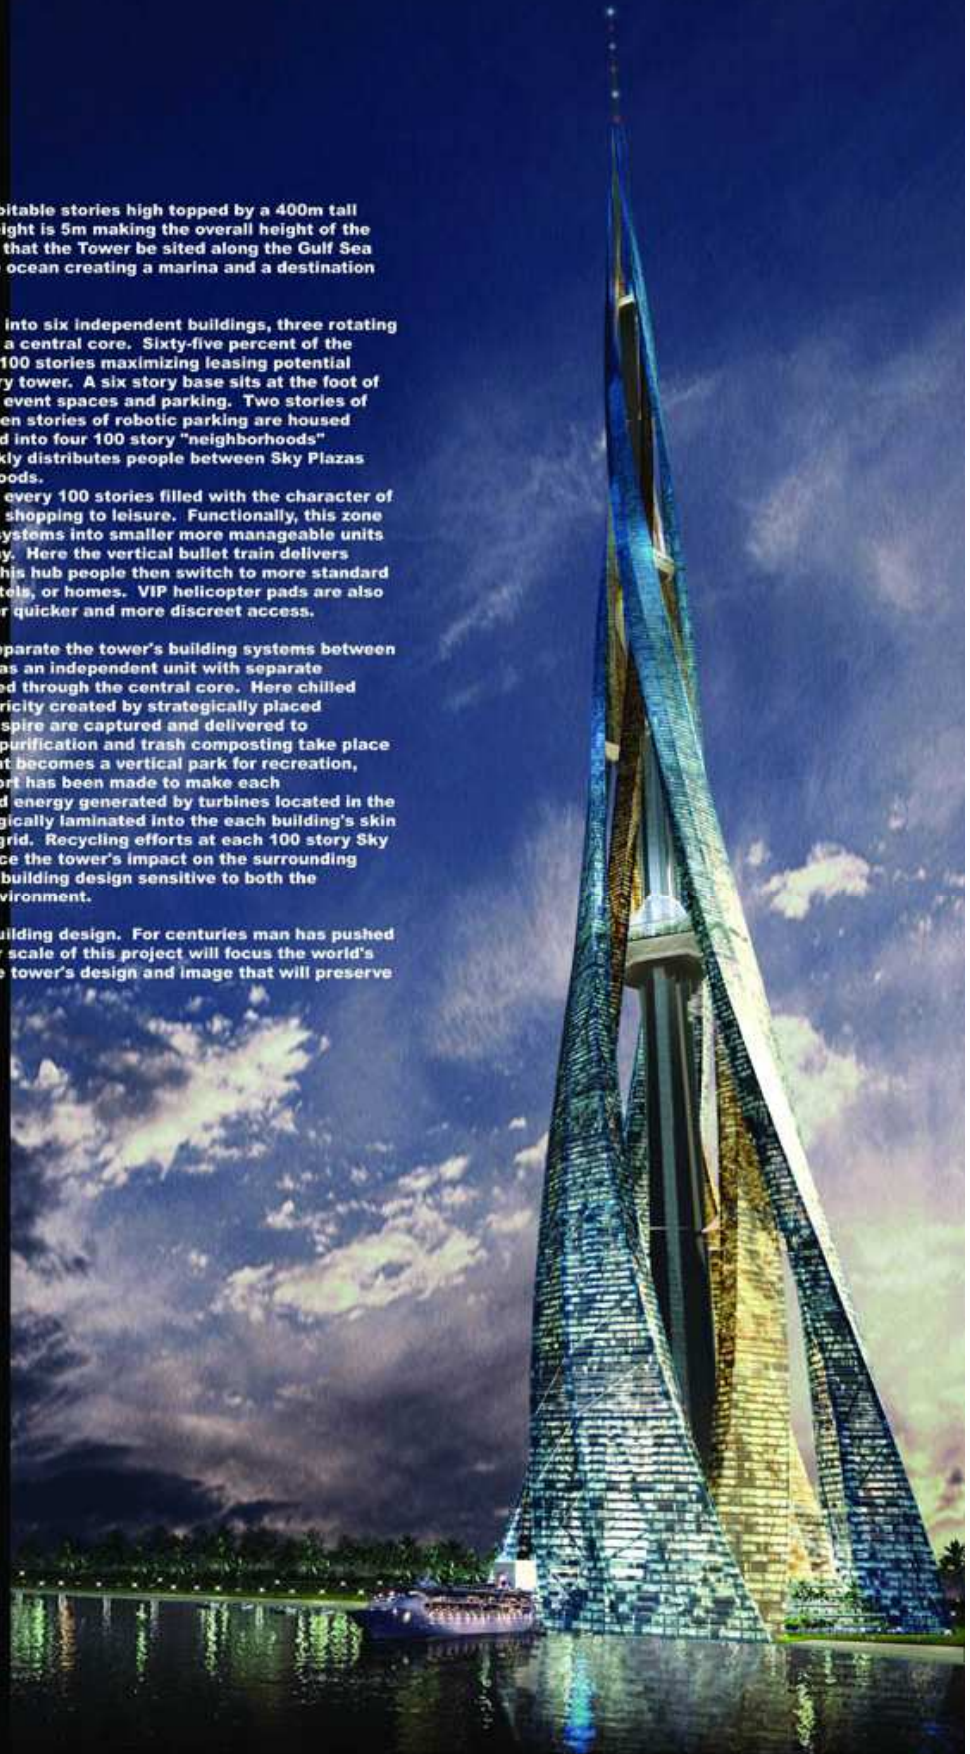 bitable stories high topped by a 400m tall
ight is 5m making the overall height of the
that the Tower be sited along the Gulf Sea
ocean creating a marina and a destination
into six independent buildings, three rotating
a central core. Sixty-five percent of the
100 stories maximizing leasing potential
ry tower. A six story base sits at the foot of
event spaces and parking. Two stories of
en stories of robotic parking are housed
d into four 100 story "neighborhoods"
kly distributes people between Sky Plazas
oods.
every 100 stories filled with the character of
shopping to leisure. Functionally, this zone
systems into smaller more manageable units
y. Here the vertical bullet train delivers
his hub people then switch to more standard
tels, or homes. VIP helicopter pads are also
r quicker and more discreet access.
eparate the tower's building systems between
as an independent unit with separate
ed through the central core. Here chilled
ricity created by strategically placed
spire are captured and delivered to
purification and trash composting take place
at becomes a vertical park for recreation,
ort has been made to make each
d energy generated by turbines located in the
gically laminated into the each building's skin
grid. Recycling efforts at each 100 story Sky
ce the tower's impact on the surrounding
building design sensitive to both the
vironment.
uilding design. For centuries man has pushed
r scale of this project will focus the world's
e tower's design and image that will preserve